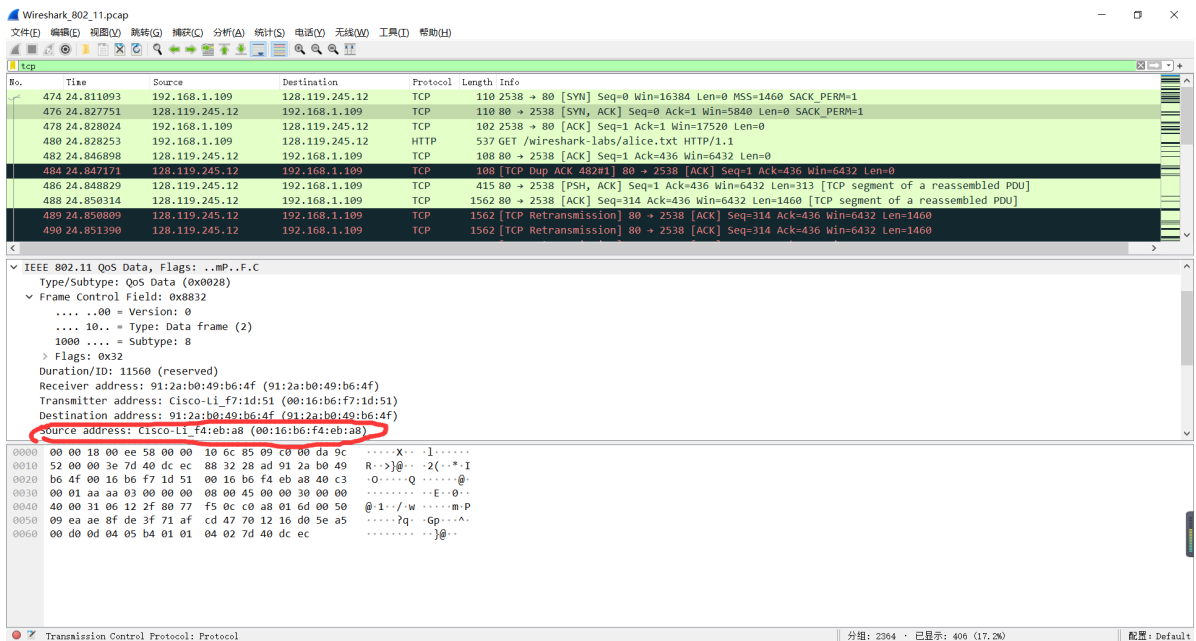 Wireshark_802_11.pcap
文件(F) 编辑(E) 视图(V) 跳转(G) 捕获(C) 分析(A) 统计(S) 电话(Y) 无线(W) 工具(T) 帮助(H)
tcp
No. Time Source Destination Protocol Length Info
474 24.811093 192.168.1.109 128.119.245.12 TCP 110 2538 → 80 [SYN] Seq=0 Win=16384 Len=0 MSS=1460 SACK_PERM=1
476 24.827751 128.119.245.12 192.168.1.109 TCP 110 80 → 2538 [SYN, ACK] Seq=0 Ack=1 Win=5840 Len=0 SACK_PERM=1
478 24.828024 192.168.1.109 128.119.245.12 TCP 102 2538 → 80 [ACK] Seq=1 Ack=1 Win=17520 Len=0
480 24.828253 192.168.1.109 128.119.245.12 HTTP 537 GET /wireshark-labs/alice.txt HTTP/1.1
482 24.846898 128.119.245.12 192.168.1.109 TCP 108 80 → 2538 [ACK] Seq=1 Ack=436 Win=6432 Len=0
484 24.847171 128.119.245.12 192.168.1.109 TCP 108 [TCP Dup ACK 482#1] 80 → 2538 [ACK] Seq=1 Ack=436 Win=6432 Len=0
486 24.848829 128.119.245.12 192.168.1.109 TCP 415 80 → 2538 [PSH, ACK] Seq=1 Ack=436 Win=6432 Len=313 [TCP segment of a reassembled PDU]
488 24.850314 128.119.245.12 192.168.1.109 TCP 1562 80 → 2538 [ACK] Seq=314 Ack=436 Win=6432 Len=1460 [TCP segment of a reassembled PDU]
489 24.850809 128.119.245.12 192.168.1.109 TCP 1562 [TCP Retransmission] 80 → 2538 [ACK] Seq=314 Ack=436 Win=6432 Len=1460
490 24.851390 128.119.245.12 192.168.1.109 TCP 1562 [TCP Retransmission] 80 → 2538 [ACK] Seq=314 Ack=436 Win=6432 Len=1460
IEEE 802.11 QoS Data, Flags: ..mP..F.C
Type/Subtype: QoS Data (0x0028)
Frame Control Field: 0x8832
.... ..00 = Version: 0
.... 10.. = Type: Data frame (2)
1000 .... = Subtype: 8
Flags: 0x32
Duration/ID: 11560 (reserved)
Receiver address: 91:2a:b0:49:b6:4f (91:2a:b0:49:b6:4f)
Transmitter address: Cisco-Li_f7:1d:51 (00:16:b6:f7:1d:51)
Destination address: 91:2a:b0:49:b6:4f (91:2a:b0:49:b6:4f)
Source address: Cisco-Li_f4:eb:a8 (00:16:b6:f4:eb:a8)
0000 00 00 18 00 ee 58 00 00 10 6c 85 09 c0 00 da 9c ·····X·· ·l······
0010 52 00 00 3e 7d 40 dc ec 88 32 28 ad 91 2a b0 49 R··>}@·· ·2(··*·I
0020 b6 4f 00 16 b6 f7 1d 51 00 16 b6 f4 eb a8 40 c3 ·O·····Q ······@·
0030 00 01 aa aa 03 00 00 00 08 00 45 00 00 30 00 00 ········ ··E··0··
0040 40 00 31 06 12 2f 80 77 f5 0c c0 a8 01 6d 00 50 @·1··/·w ·····m·P
0050 09 ea ae 8f de 3f 71 af cd 47 70 12 16 d0 5e a5 ·····?q· ·Gp···^·
0060 00 d0 0d 04 05 b4 01 01 04 02 7d 40 dc ec ········ ··}@··
Transmission Control Protocol: Protocol 分组: 2364 · 已显示: 406 (17.2%) 配置: Default